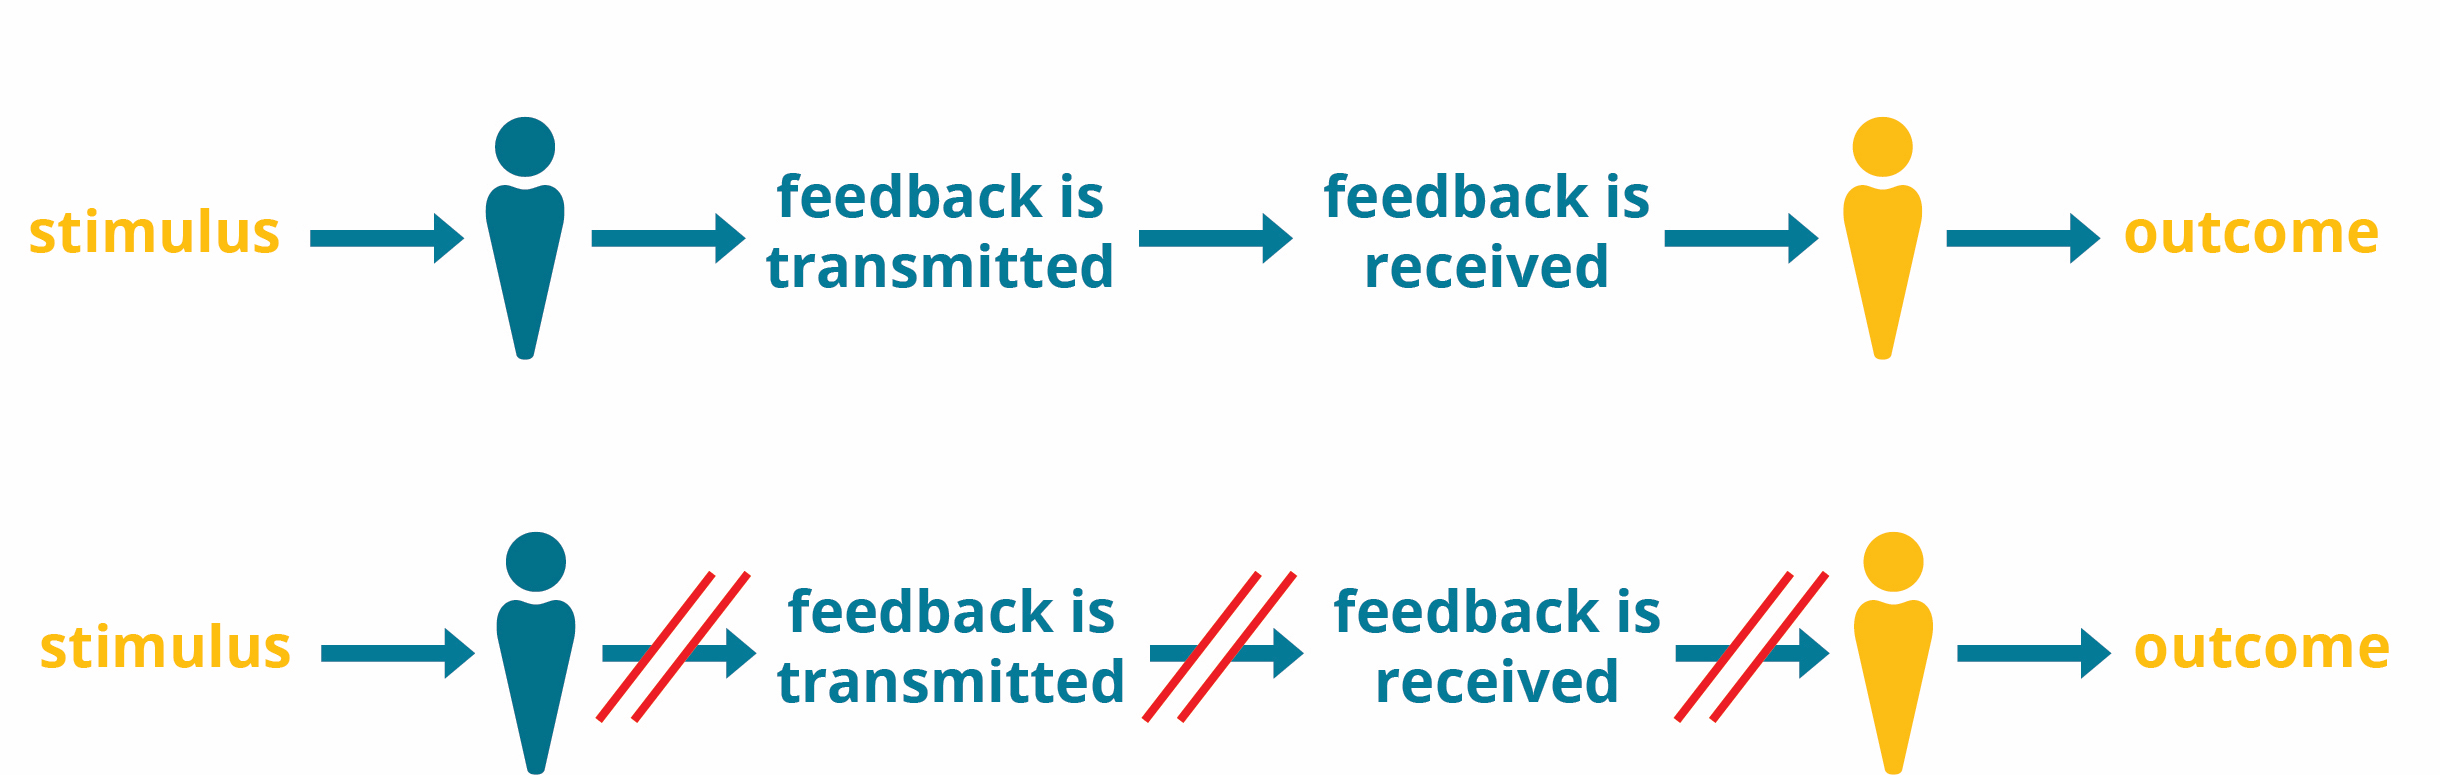 stimulus
feedback is
transmitted
feedback is
received
outcome
stimulus
feedback is
transmitted
feedback is
received
outcome